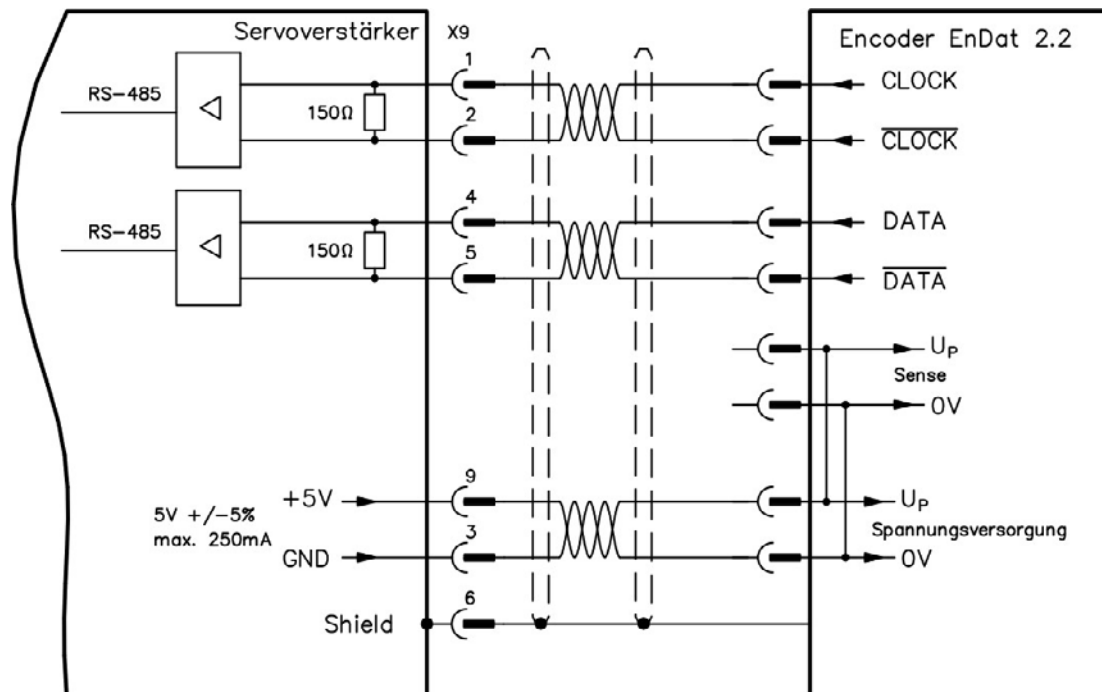 Servoverstärker X9
Encoder EnDat 2.2
1
CLOCK
RS-485
150Ω
2
CLOCK
4
DATA
RS-485
150Ω
5
DATA
UP
Sense
0V
9
+5V
UP
5V +/-5%
max. 250mA
Spannungsversorgung
3
GND
0V
6
Shield